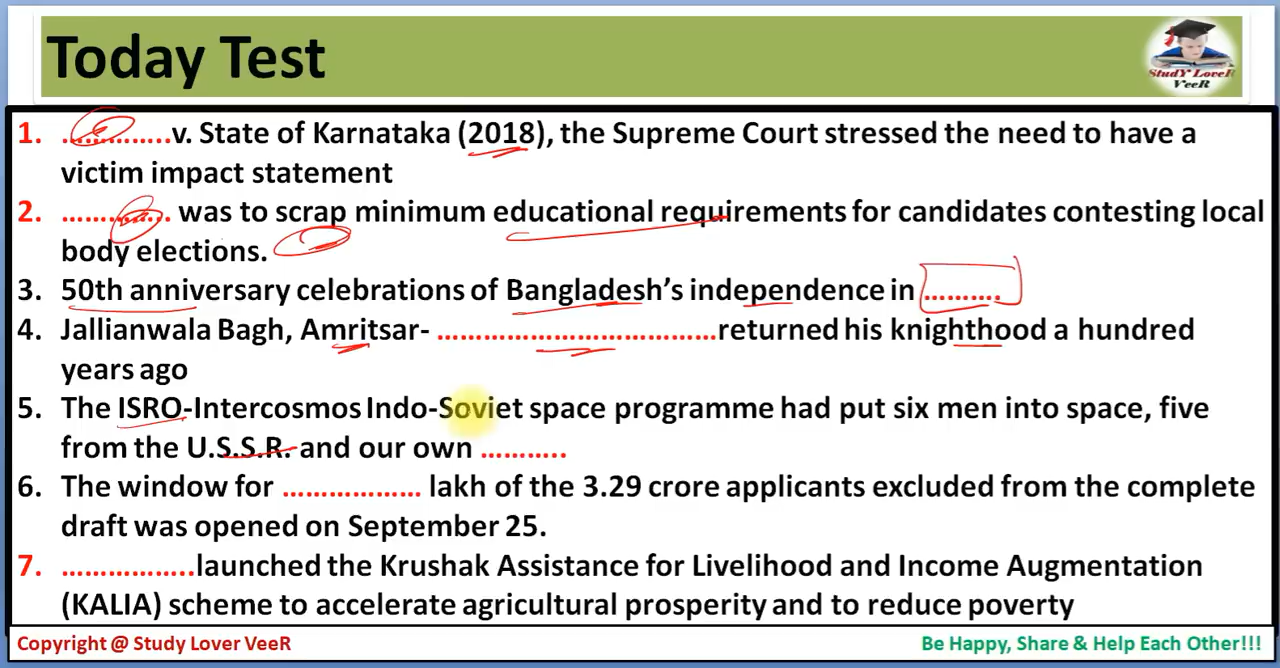 Today Test
StudY LoveR
VeeR
1. ………….v. State of Karnataka (2018), the Supreme Court stressed the need to have a
victim impact statement
2. ………….. was to scrap minimum educational requirements for candidates contesting local
body elections.
3. 50th anniversary celebrations of Bangladesh’s independence in ……….
4. Jallianwala Bagh, Amritsar- ……………………………returned his knighthood a hundred
years ago
5. The ISRO-Intercosmos Indo-Soviet space programme had put six men into space, five
from the U.S.S.R. and our own ………..
6. The window for ……………… lakh of the 3.29 crore applicants excluded from the complete
draft was opened on September 25.
7. ……………..launched the Krushak Assistance for Livelihood and Income Augmentation
(KALIA) scheme to accelerate agricultural prosperity and to reduce poverty
Copyright @ Study Lover VeeR
Be Happy, Share & Help Each Other!!!